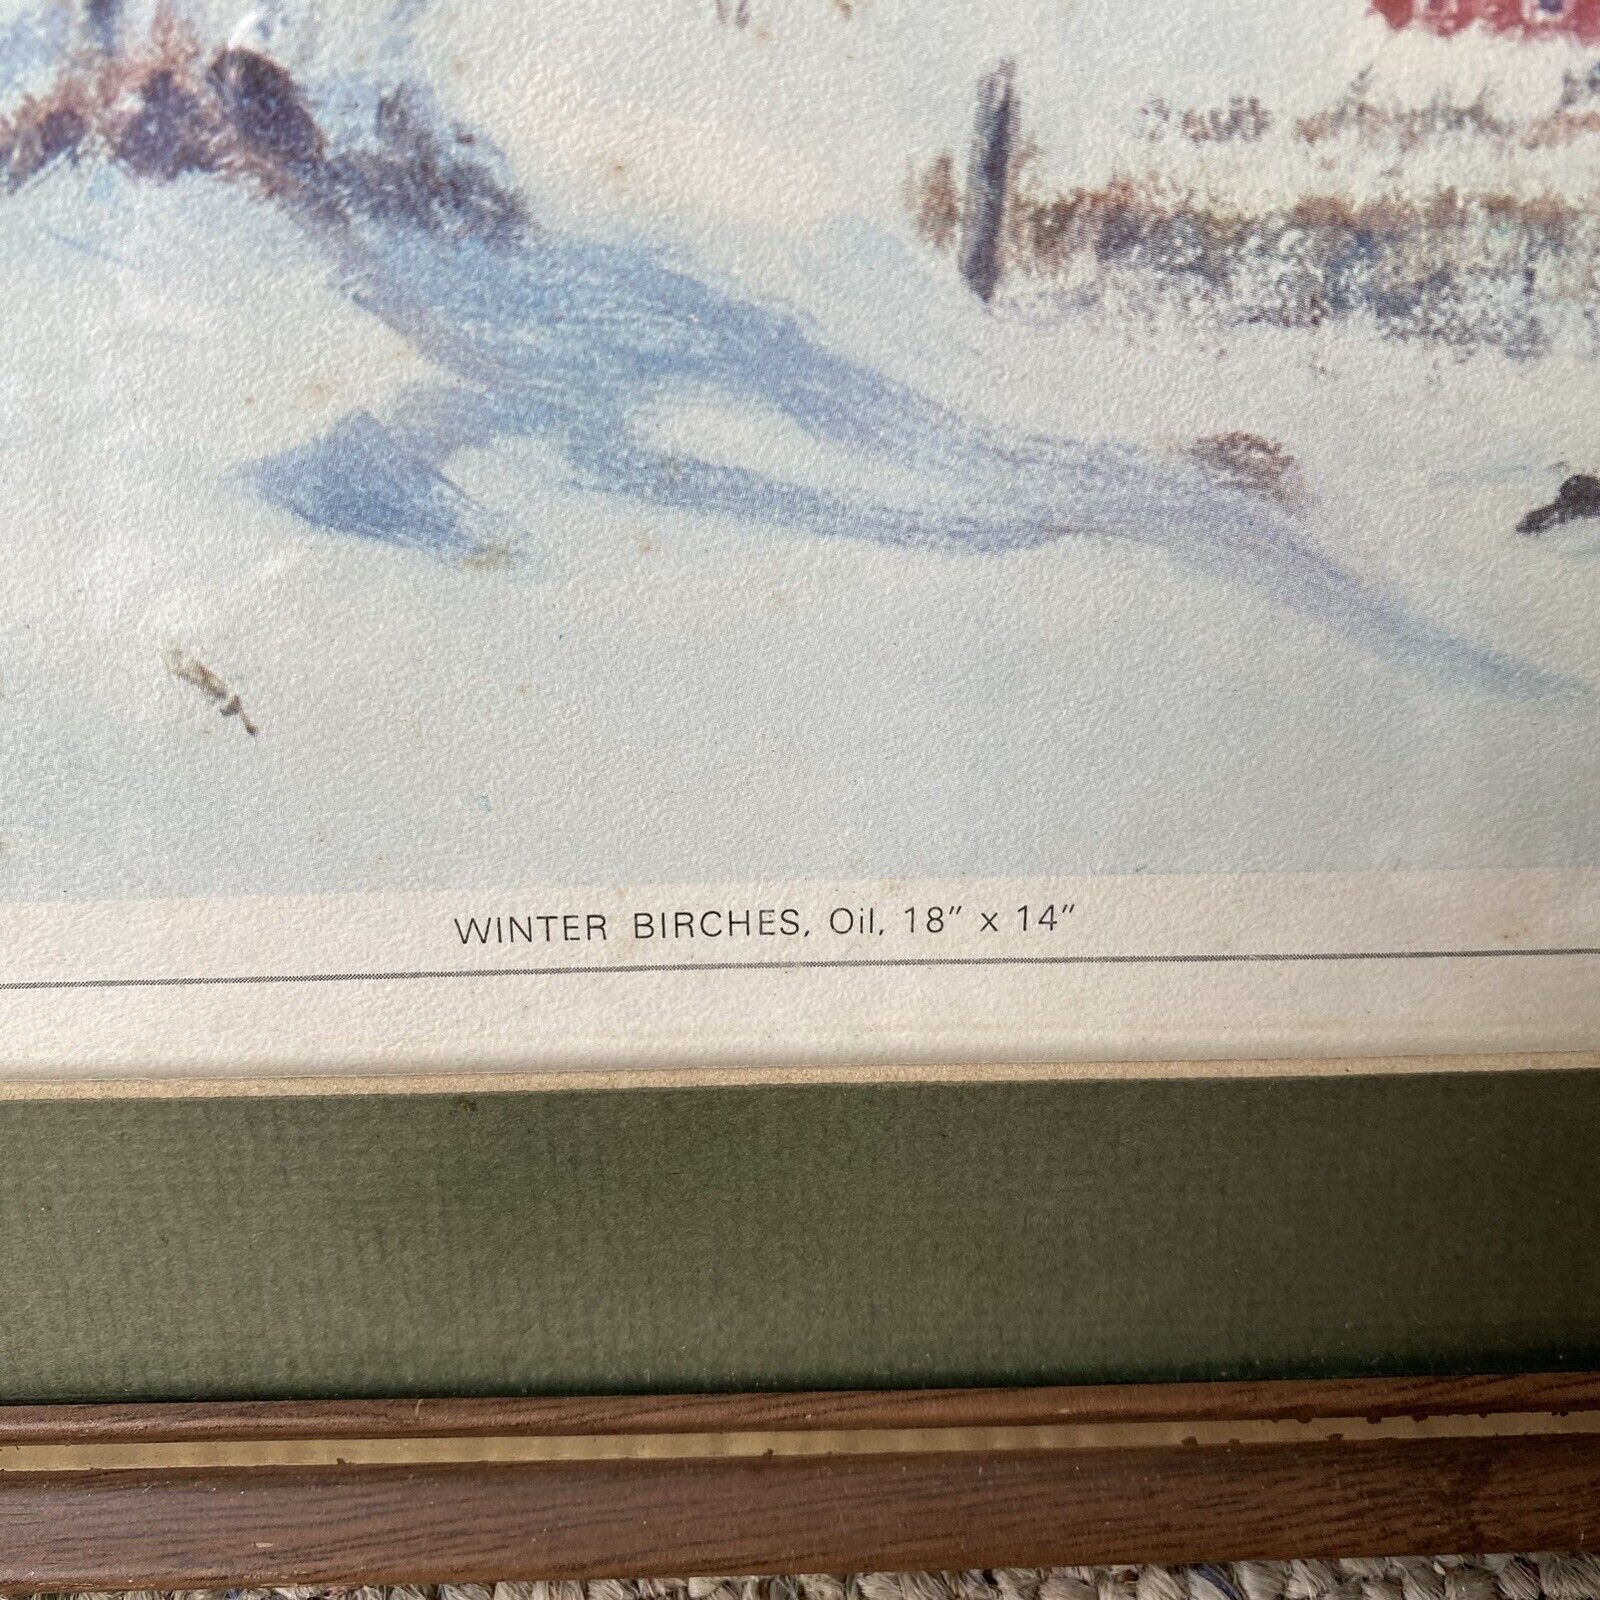 WINTER BIRCHES, Oil, 18" x 14"